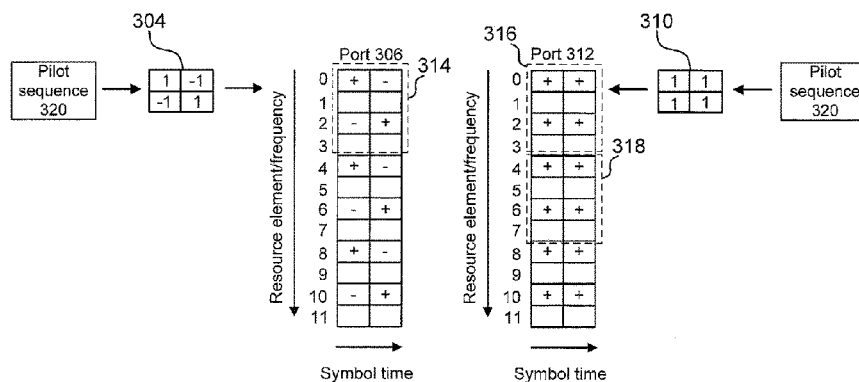 304
Pilot
sequence 320
1 -1
-1 1
Port 306
314
Resource element/frequency
0 + -
1
2 - +
3
4 + -
5
6 - +
7
8 + -
9
10 - +
11
Symbol time
316
Port 312
310
318
Resource element/frequency
0 + +
1
2 + +
3
4 + +
5
6 + +
7
8 + +
9
10 + +
11
Symbol time
1 1
1 1
Pilot
sequence 320